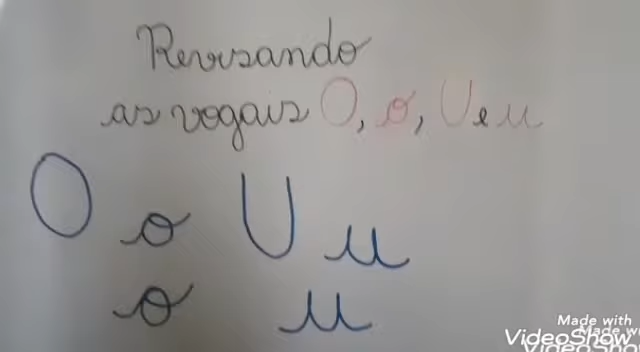 Revisando
as vogais O, o, U e u
O o U u
o u
Made with
VideoShow